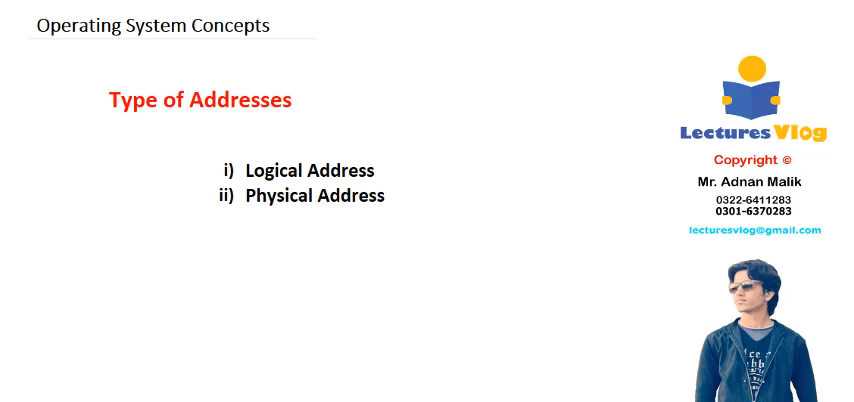 Operating System Concepts
Type of Addresses
i) Logical Address
ii) Physical Address
Lectures Vlog
Copyright ©
Mr. Adnan Malik
0322-6411283
0301-6370283
lecturesvlog@gmail.com